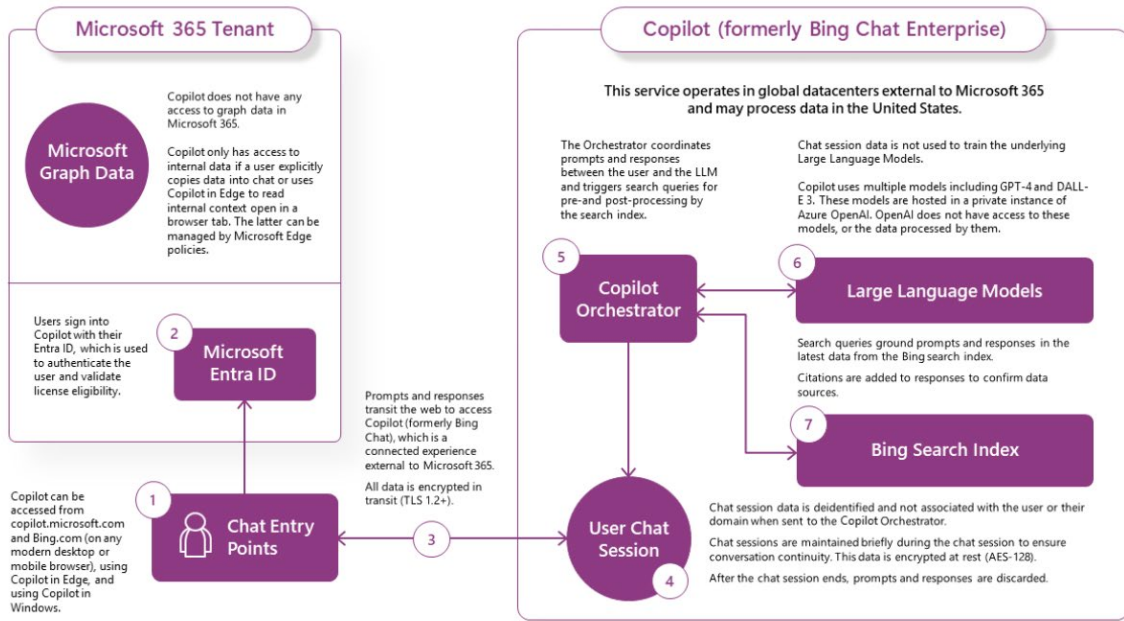 Microsoft 365 Tenant
Copilot does not have any
access to graph data in
Microsoft 365.
Copilot only has access to
internal data if a user explicitly
copies data into chat or uses
Copilot in Edge to read
internal context open in a
browser tab. The latter can be
managed by Microsoft Edge
policies.
Microsoft
Graph Data
Users sign into
Copilot with their
Entra ID, which is used
to authenticate the
user and validate
license eligibility.
2
Microsoft
Entra ID
Copilot can be
accessed from
copilot.microsoft.com
and Bing.com (on any
modern desktop or
mobile browser), using
Copilot in Edge, and
using Copilot in
Windows.
1
Chat Entry
Points
Prompts and responses
transit the web to access
Copilot (formerly Bing
Chat), which is a
connected experience
external to Microsoft 365.
All data is encrypted in
transit (TLS 1.2+).
3
Copilot (formerly Bing Chat Enterprise)
This service operates in global datacenters external to Microsoft 365
and may process data in the United States.
The Orchestrator coordinates
prompts and responses
between the user and the LLM
and triggers search queries for
pre-and post-processing by
the search index.
5
Copilot
Orchestrator
Chat session data is not used to train the underlying
Large Language Models.
Copilot uses multiple models including GPT-4 and DALL-
E 3. These models are hosted in a private instance of
Azure OpenAI. OpenAI does not have access to these
models, or the data processed by them.
6
Large Language Models
Search queries ground prompts and responses in the
latest data from the Bing search index.
Citations are added to responses to confirm data
sources.
7
Bing Search Index
User Chat
Session
4
Chat session data is deidentified and not associated with the user or their
domain when sent to the Copilot Orchestrator.
Chat sessions are maintained briefly during the chat session to ensure
conversation continuity. This data is encrypted at rest (AES-128).
After the chat session ends, prompts and responses are discarded.